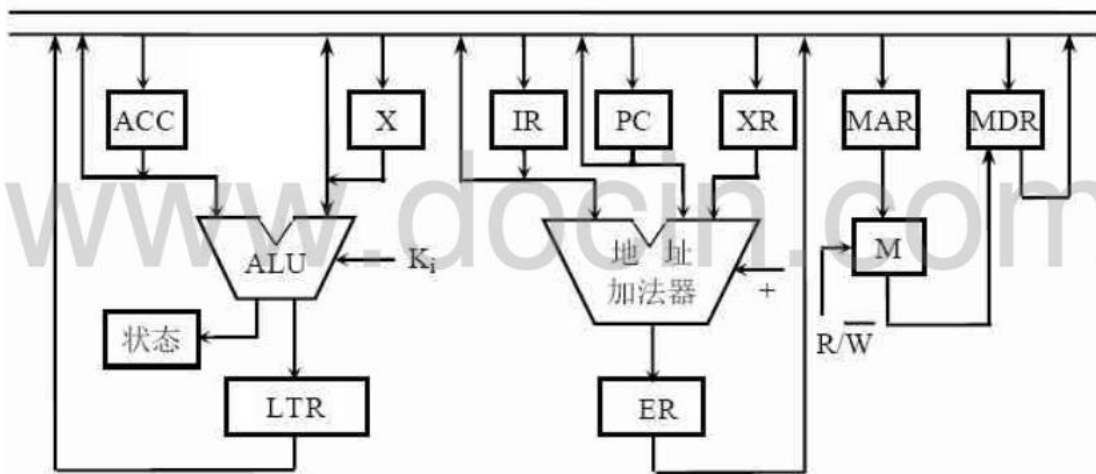 ACC
X
IR
PC
XR
MAR
MDR
ALU
K_i
地 址
加法器
+
M
状态
R/W̅
LTR
ER
www.docin.com